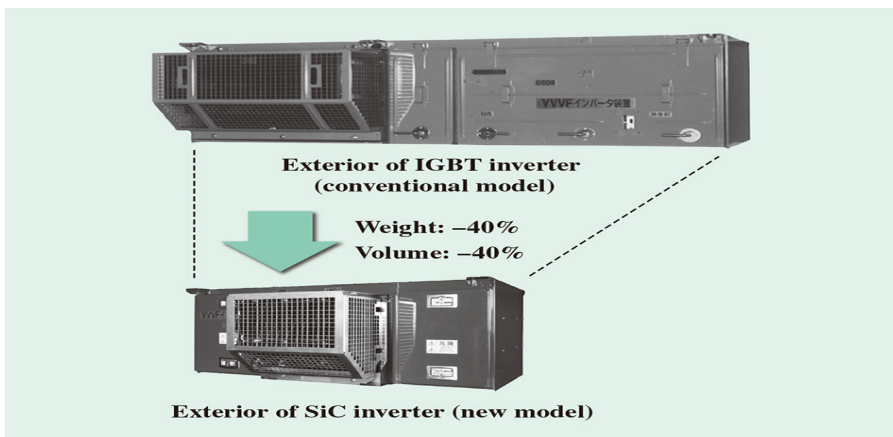 VVVFインバータ装置
Exterior of IGBT inverter
(conventional model)
Weight: –40%
Volume: –40%
Exterior of SiC inverter (new model)